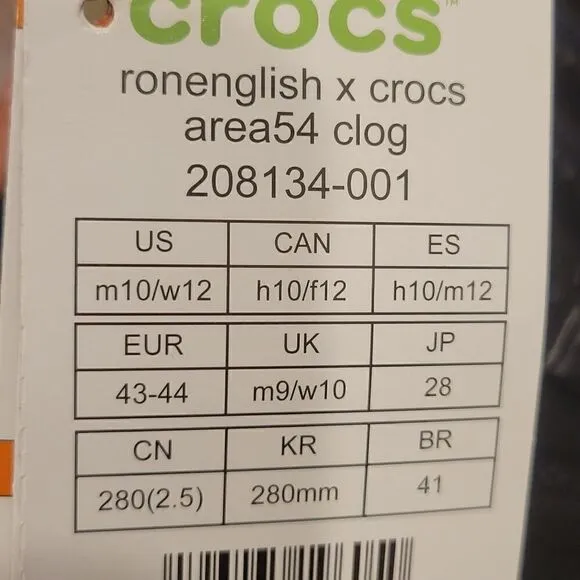 crocs™
ronenglish x crocs
area54 clog
208134-001
US CAN ES
m10/w12 h10/f12 h10/m12
EUR UK JP
43-44 m9/w10 28
CN KR BR
280(2.5) 280mm 41